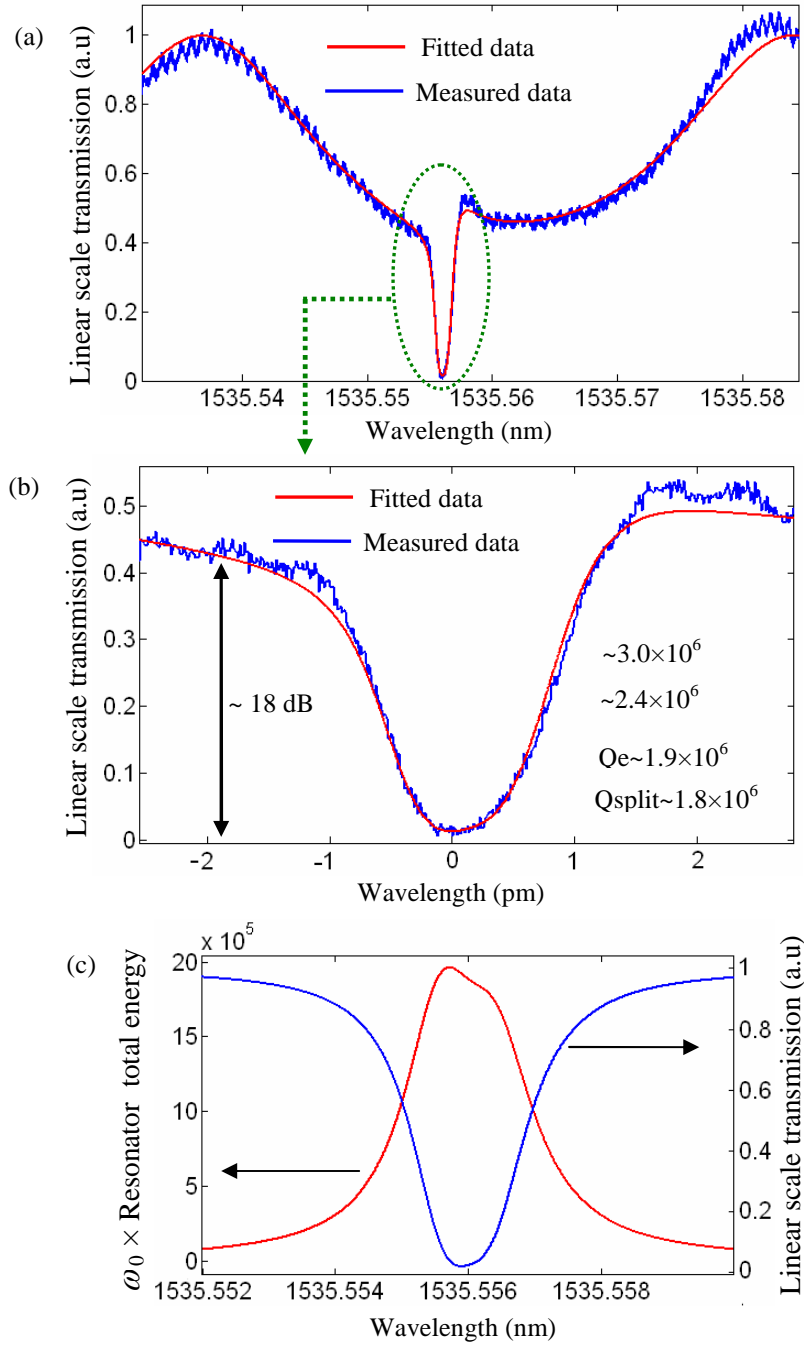 (a)
Linear scale transmission (a.u)
1
0.8
0.6
0.4
0.2
0
Fitted data
Measured data
1535.54
1535.55
1535.56
1535.57
1535.58
Wavelength (nm)
(b)
Linear scale transmission (a.u)
0.5
0.4
0.3
0.2
0.1
0
Fitted data
Measured data
~ 18 dB
~3.0×10⁶
~2.4×10⁶
Qe~1.9×10⁶
Qsplit~1.8×10⁶
-2
-1
0
1
2
Wavelength (pm)
(c)
ω₀ × Resonator total energy
x 10⁵
20
15
10
5
0
1
0.8
0.6
0.4
0.2
0
Linear scale transmission (a.u)
1535.552
1535.554
1535.556
1535.558
Wavelength (nm)